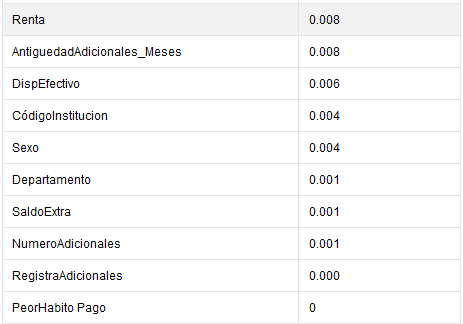 Renta 0.008
AntiguedadAdicionales_Meses 0.008
DispEfectivo 0.006
CódigoInstitucion 0.004
Sexo 0.004
Departamento 0.001
SaldoExtra 0.001
NumeroAdicionales 0.001
RegistraAdicionales 0.000
PeorHabito Pago 0